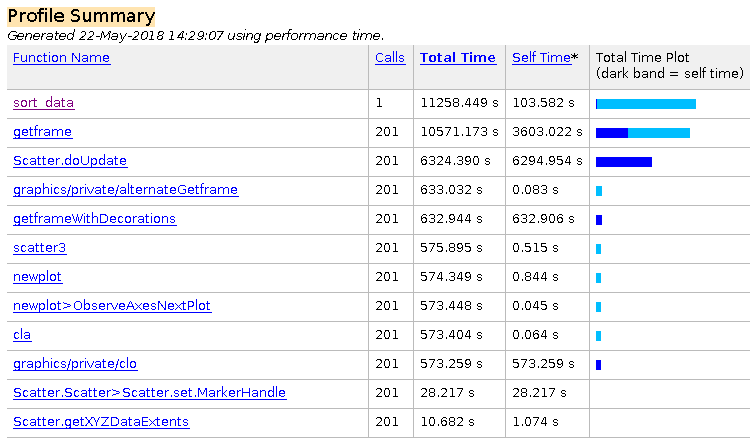 Profile Summary
Generated 22-May-2018 14:29:07 using performance time.
Function Name Calls Total Time Self Time* Total Time Plot
(dark band = self time)
sort_data 1 11258.449 s 103.582 s
getframe 201 10571.173 s 3603.022 s
Scatter.doUpdate 201 6324.390 s 6294.954 s
graphics/private/alternateGetframe 201 633.032 s 0.083 s
getframeWithDecorations 201 632.944 s 632.906 s
scatter3 201 575.895 s 0.515 s
newplot 201 574.349 s 0.844 s
newplot>ObserveAxesNextPlot 201 573.448 s 0.045 s
cla 201 573.404 s 0.064 s
graphics/private/clo 201 573.259 s 573.259 s
Scatter.Scatter>Scatter.set.MarkerHandle 201 28.217 s 28.217 s
Scatter.getXYZDataExtents 201 10.682 s 1.074 s